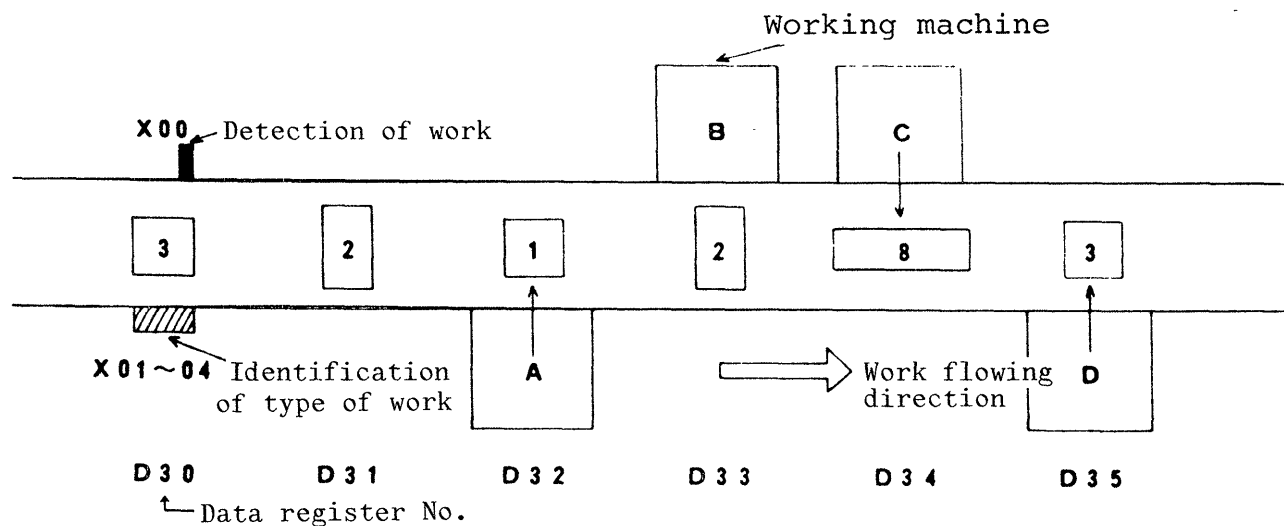 Working machine
X00 Detection of work
B
C
3
2
1
2
8
3
X01~04 Identification
of type of work
A
Work flowing
direction
D
D30
D31
D32
D33
D34
D35
Data register No.